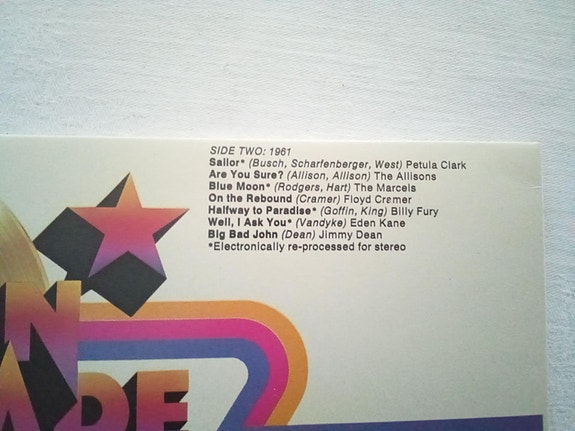 SIDE TWO: 1961
Sailor* (Busch, Scharfenberger, West) Petula Clark
Are You Sure? (Allison, Allison) The Allisons
Blue Moon* (Rodgers, Hart) The Marcels
On the Rebound (Cramer) Floyd Cremer
Halfway to Paradise* (Goffin, King) Billy Fury
Well, I Ask You* (Vandyke) Eden Kane
Big Bad John (Dean) Jimmy Dean
*Electronically re-processed for stereo